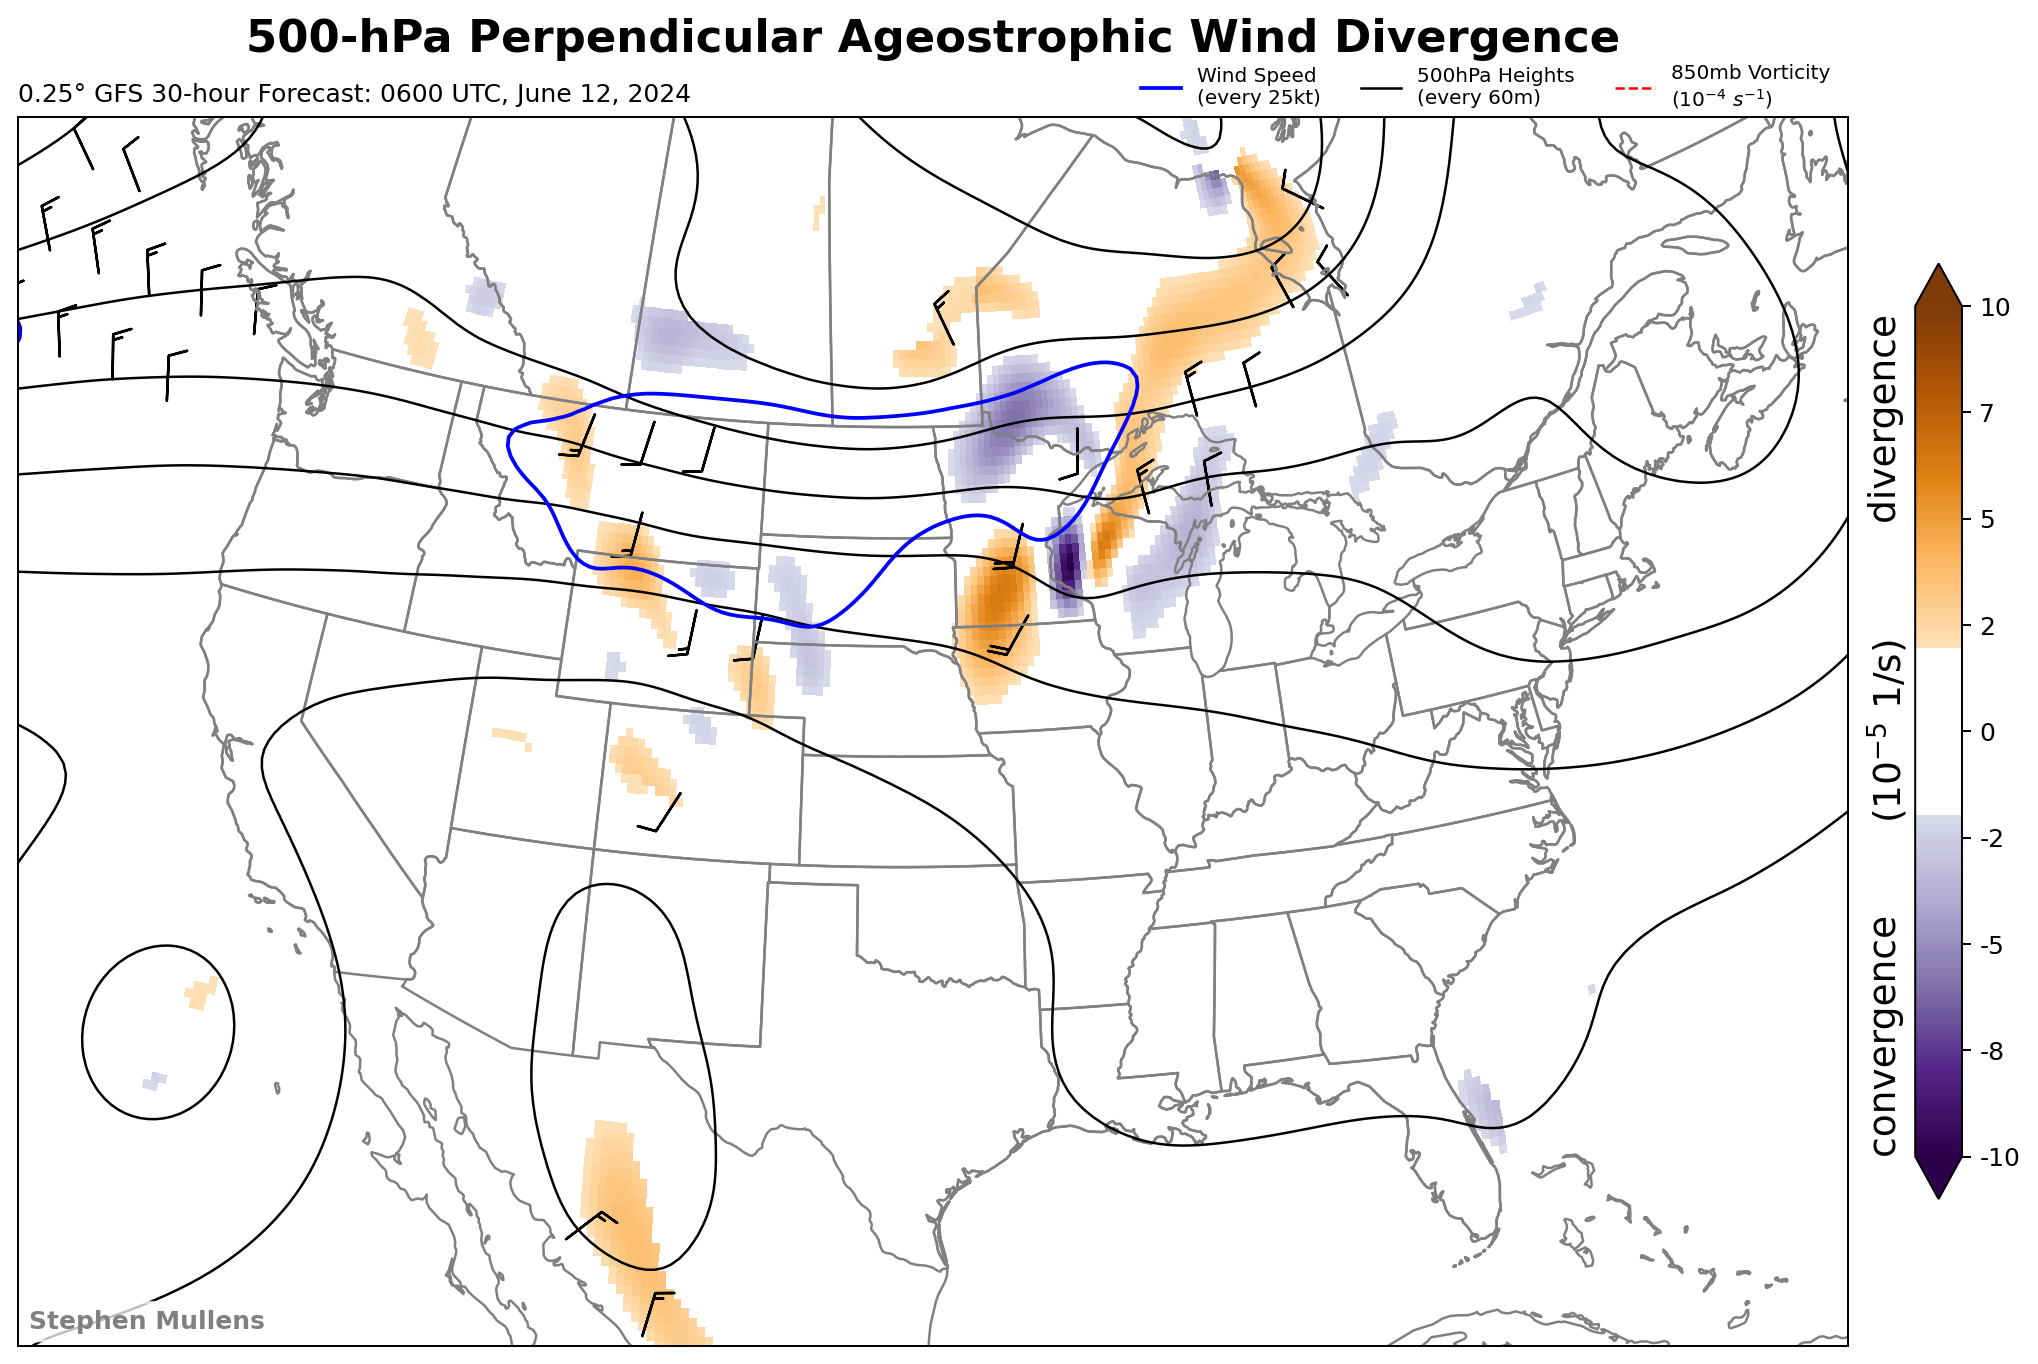 500-hPa Perpendicular Ageostrophic Wind Divergence
0.25° GFS 30-hour Forecast: 0600 UTC, June 12, 2024
Wind Speed
(every 25kt)
500hPa Heights
(every 60m)
850mb Vorticity
(10⁻⁴ s⁻¹)
10
7
5
2
0
-2
-5
-8
-10
convergence (10⁻⁵ 1/s) divergence
Stephen Mullens